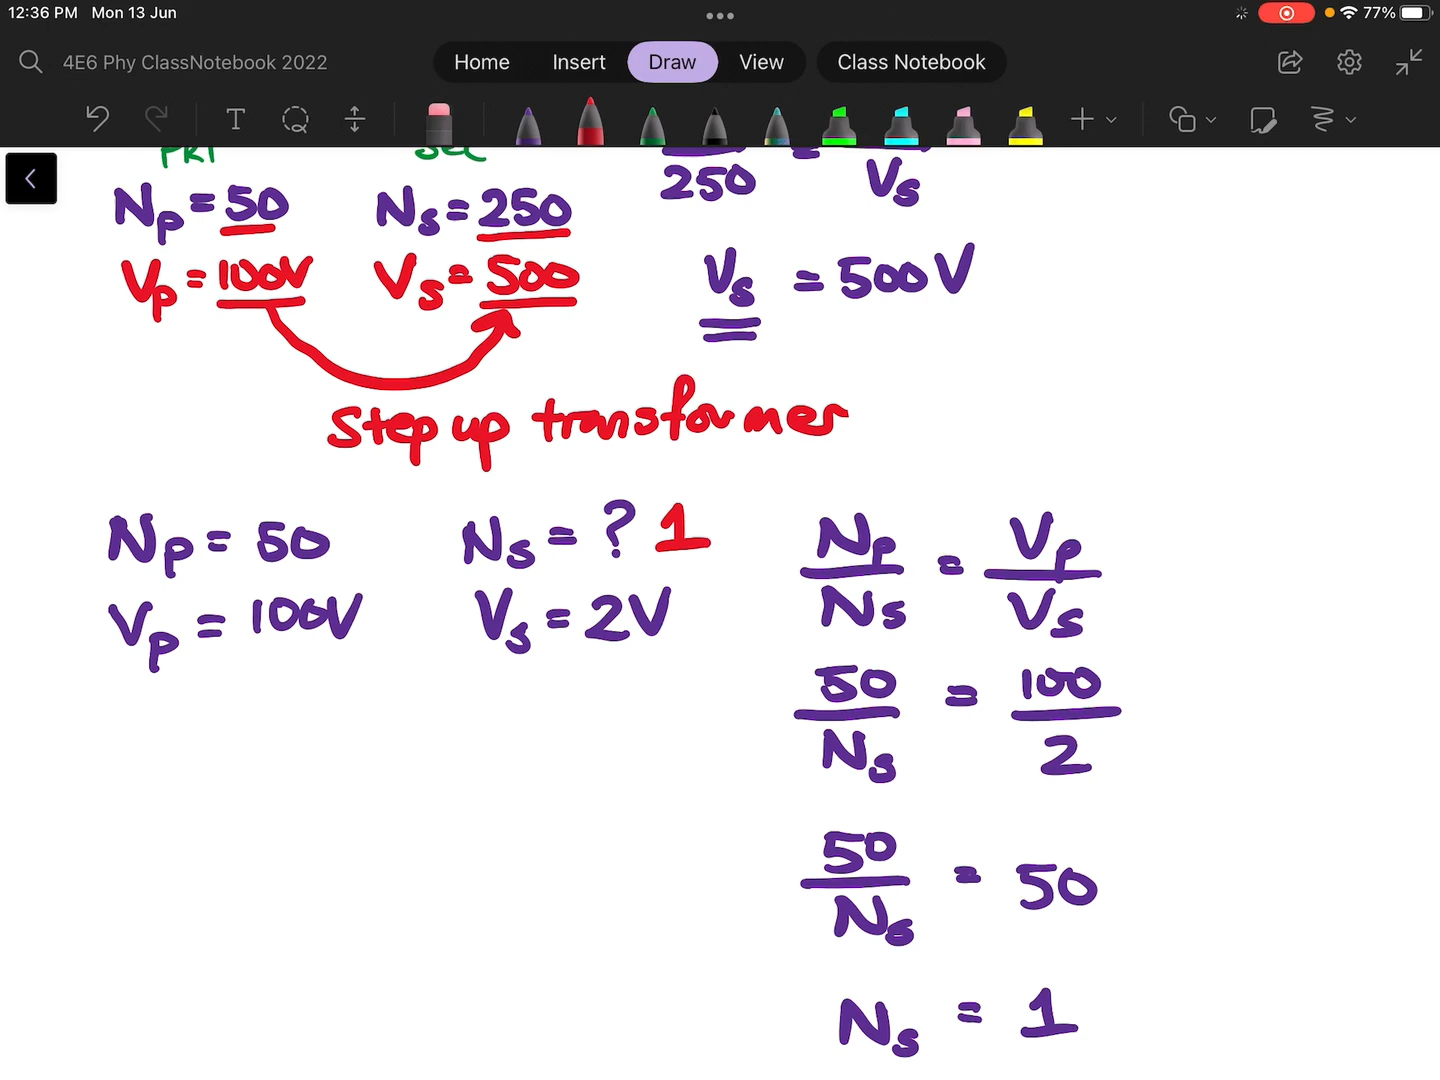 12:36 PM Mon 13 Jun
77%
4E6 Phy ClassNotebook 2022
Home Insert Draw View Class Notebook
Np = 50 Ns = 250
250 = Vs
Vp = 100V Vs = 500
Vs = 500V
Step up transformer
Np = 50 Ns = ? 1
Vp = 100V Vs = 2V
Np/Ns = Vp/Vs
50/Ns = 100/2
50/Ns = 50
Ns = 1